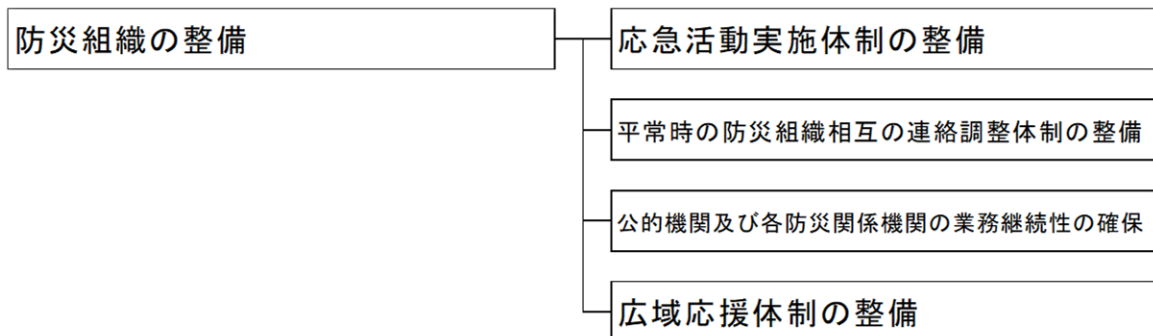 防災組織の整備
応急活動実施体制の整備
平常時の防災組織相互の連絡調整体制の整備
公的機関及び各防災関係機関の業務継続性の確保
広域応援体制の整備